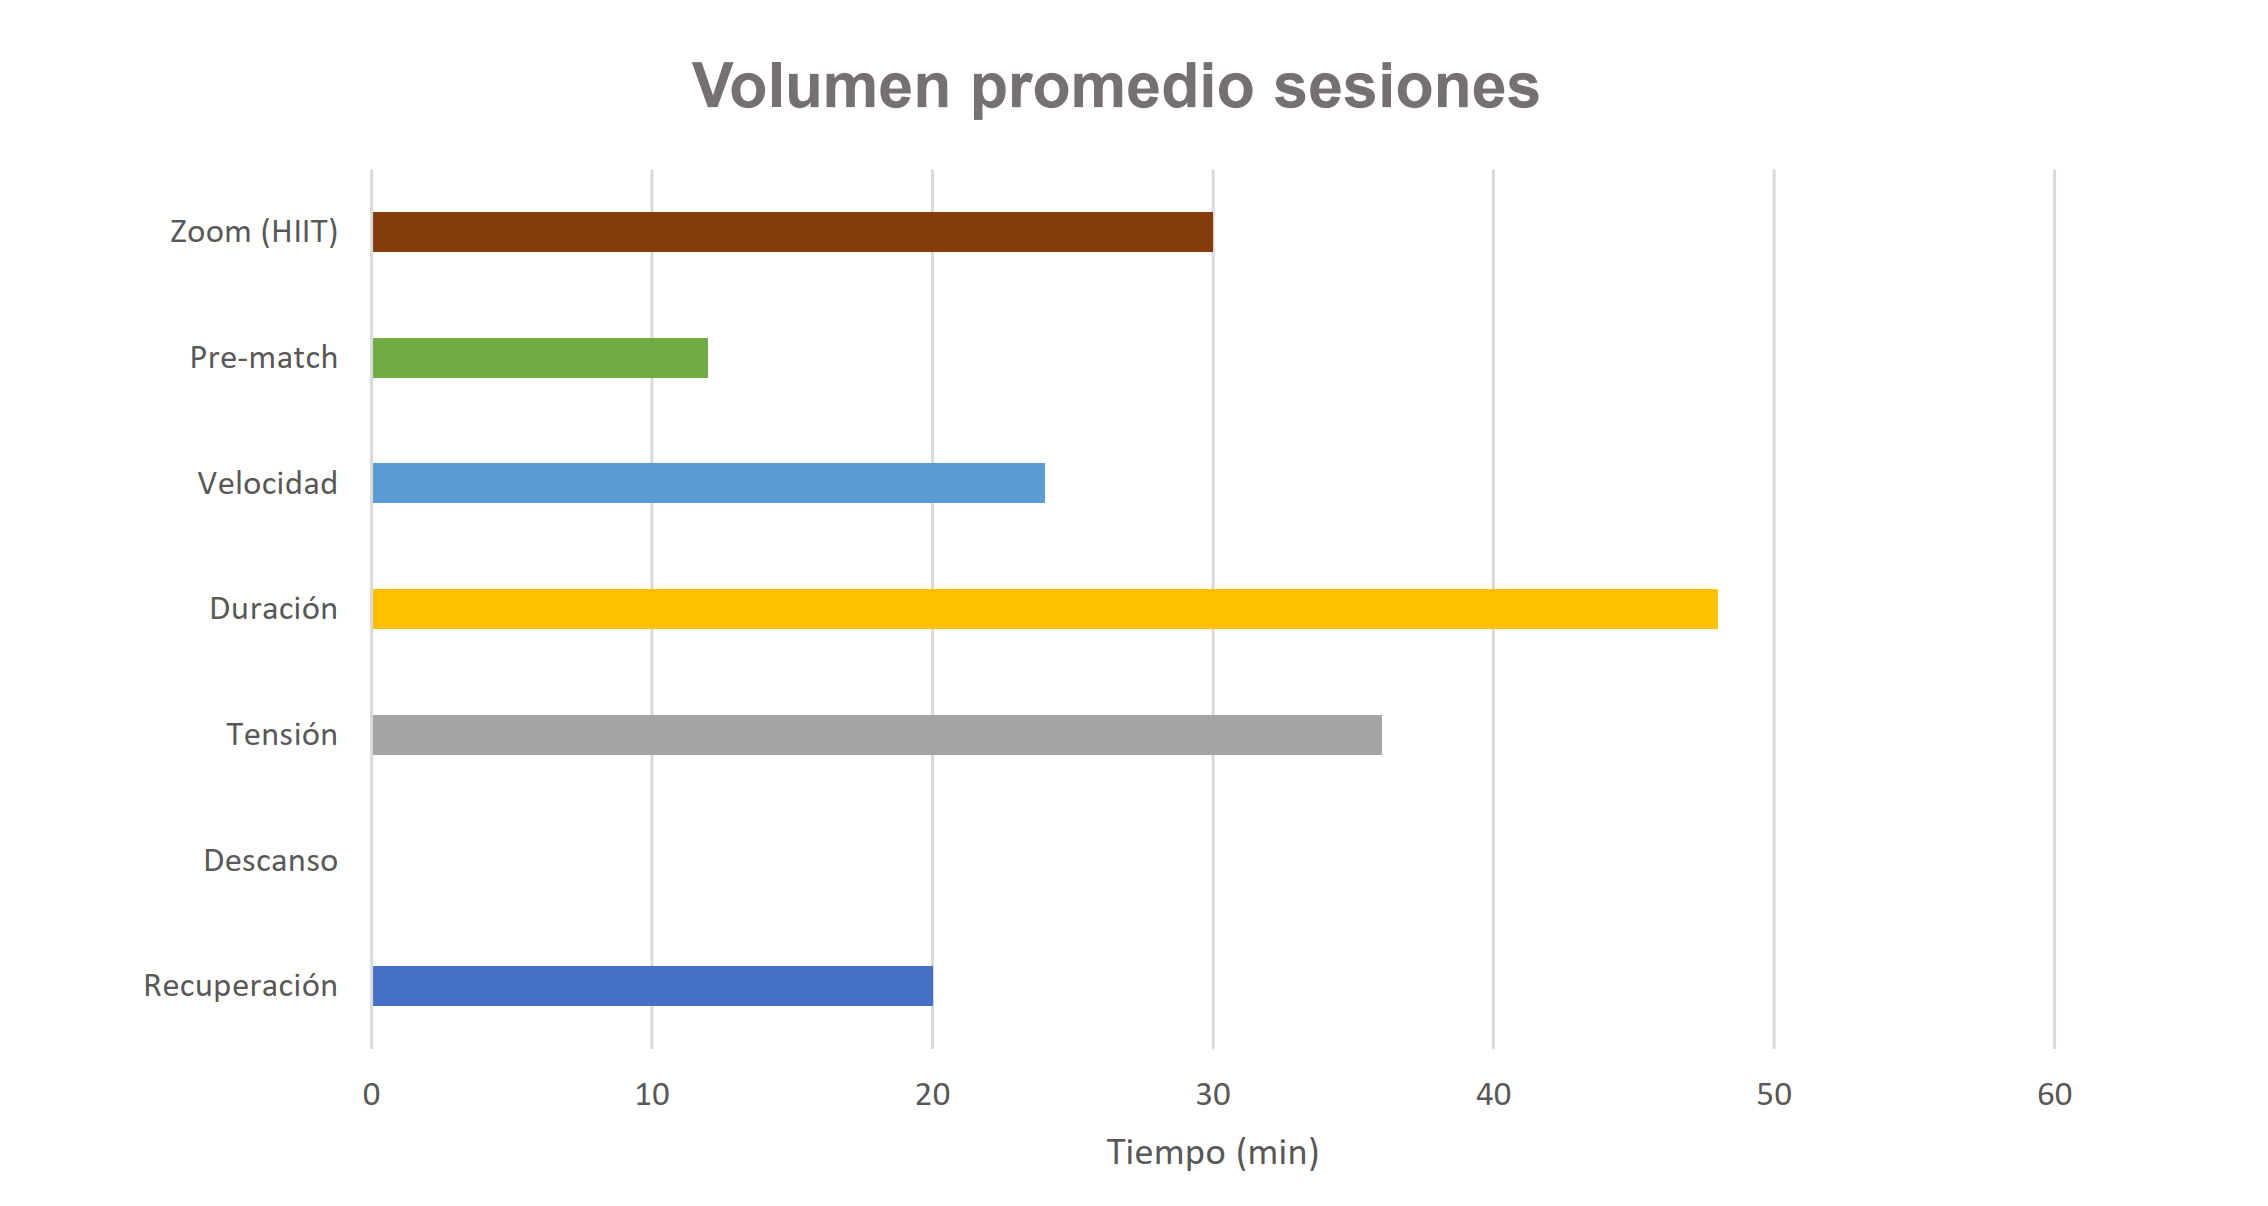 Volumen promedio sesiones
Zoom (HIIT)
Pre-match
Velocidad
Duración
Tensión
Descanso
Recuperación
0 10 20 30 40 50 60
Tiempo (min)